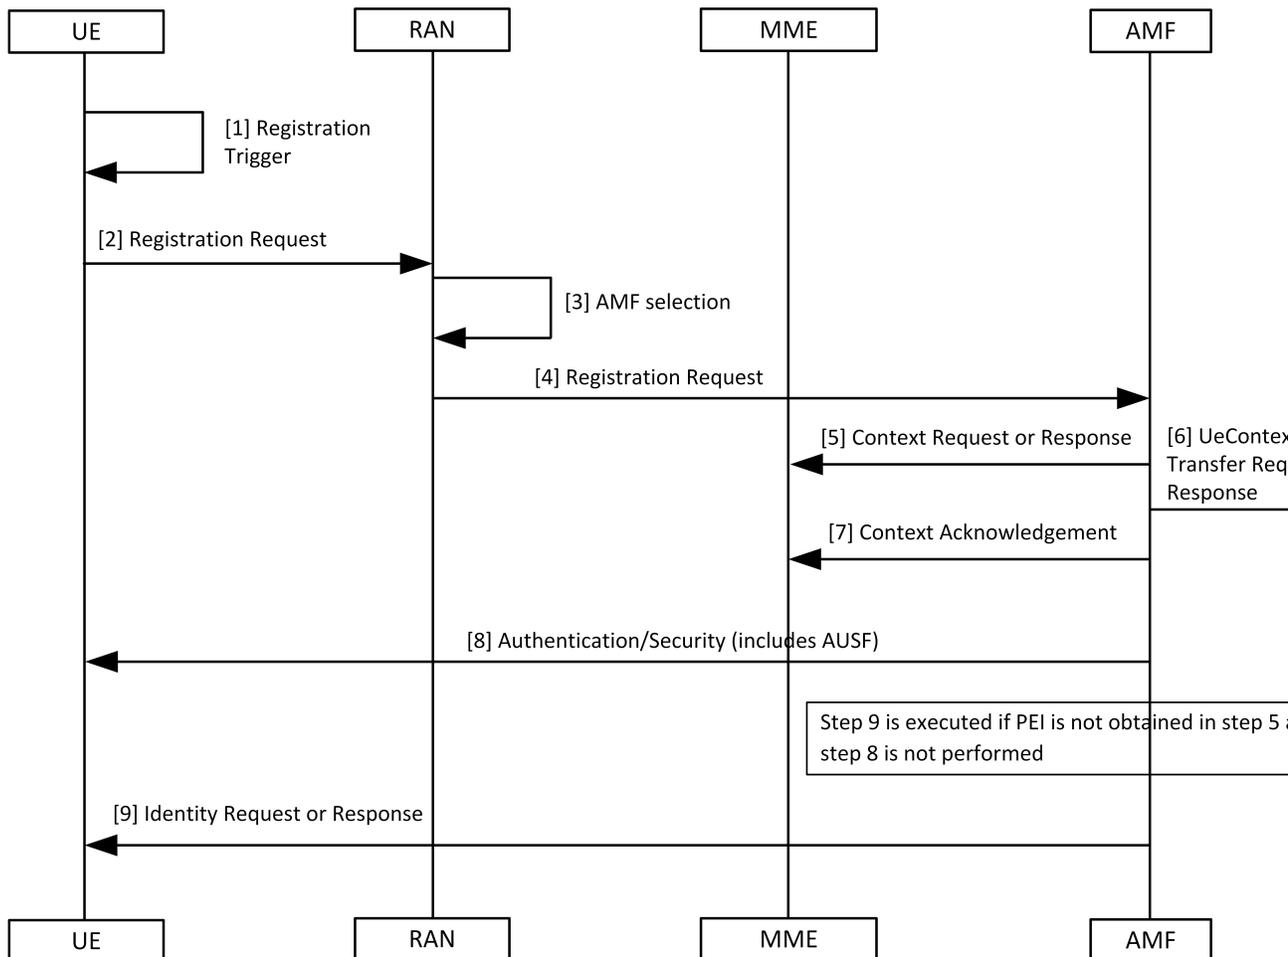 UE
RAN
MME
AMF
[1] Registration
Trigger
[2] Registration Request
[3] AMF selection
[4] Registration Request
[5] Context Request or Response
[6]
Transfer
Response
[7] Context Acknowledgement
[8] Authentication/Security (includes AUSF)
Step 9 is executed if PEI is not obtained in step 5
step 8 is not performed
[9] Identity Request or Response
UE
RAN
MME
AMF